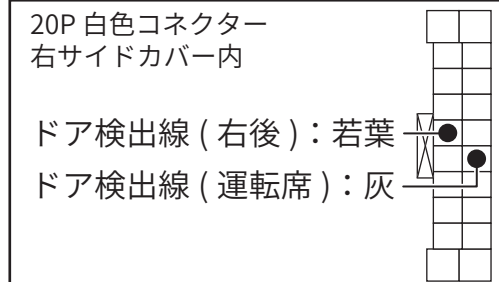 20P 白色コネクター
右サイドカバー内
ドア検出線 ( 右後 )：若葉
ドア検出線 ( 運転席 )：灰